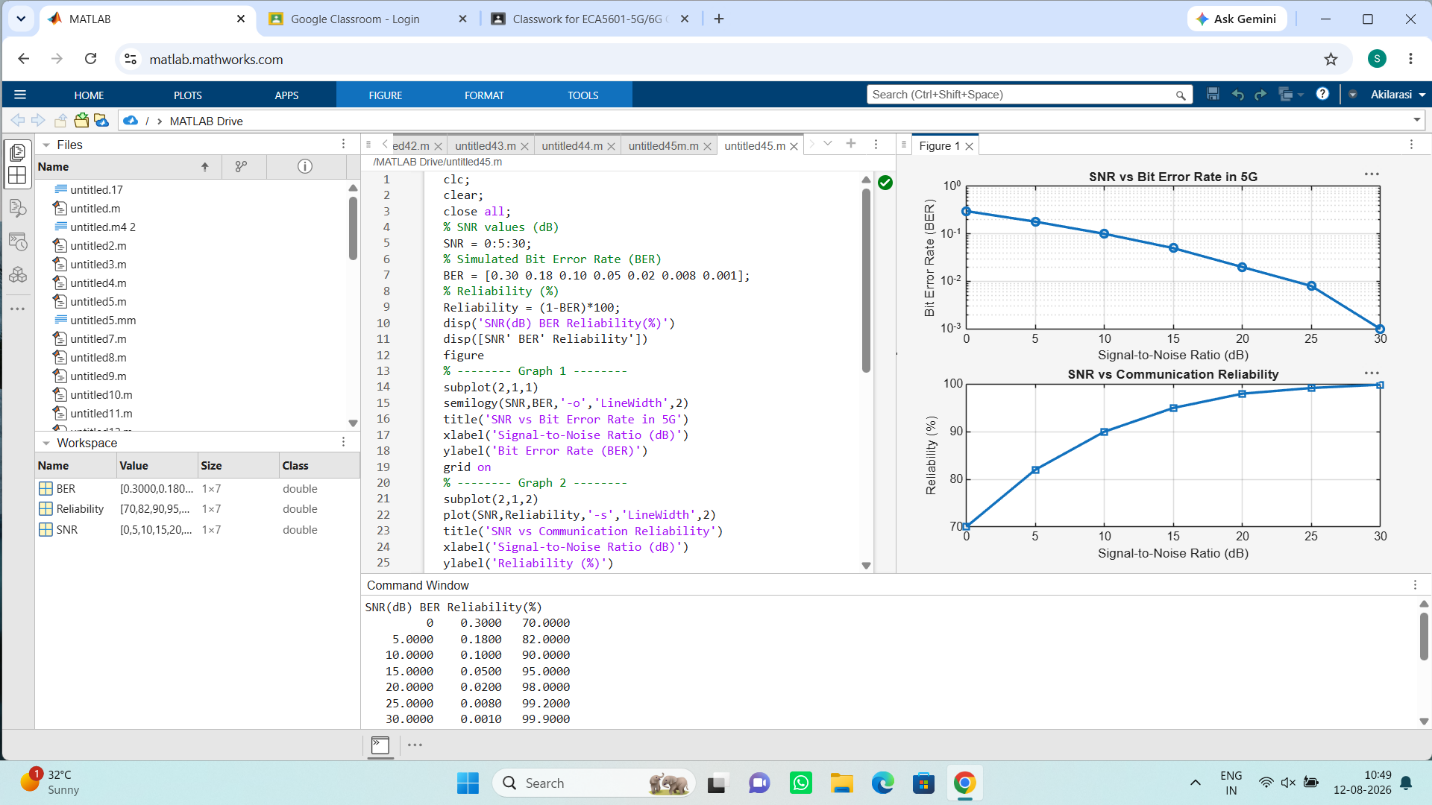 MATLAB
Google Classroom - Login
Classwork for ECA5601-5G/6G
Ask Gemini
matlab.mathworks.com
S
HOME
PLOTS
APPS
FIGURE
FORMAT
TOOLS
Search (Ctrl+Shift+Space)
Akilarasi
/ > MATLAB Drive
Files
Name
untitled.17
untitled.m
untitled.m4 2
untitled2.m
untitled3.m
untitled4.m
untitled5.m
untitled5.mm
untitled7.m
untitled8.m
untitled9.m
untitled10.m
untitled11.m
Workspace
Name Value Size Class
BER [0.3000,0.180... 1×7 double
Reliability [70,82,90,95,... 1×7 double
SNR [0,5,10,15,20,... 1×7 double
ed42.m
untitled43.m
untitled44.m
untitled45m.m
untitled45.m
/MATLAB Drive/untitled45.m
1 clc;
2 clear;
3 close all;
4 % SNR values (dB)
5 SNR = 0:5:30;
6 % Simulated Bit Error Rate (BER)
7 BER = [0.30 0.18 0.10 0.05 0.02 0.008 0.001];
8 % Reliability (%)
9 Reliability = (1-BER)*100;
10 disp('SNR(dB) BER Reliability(%)')
11 disp([SNR' BER' Reliability'])
12 figure
13 % -------- Graph 1 --------
14 subplot(2,1,1)
15 semilogy(SNR,BER,'-o','LineWidth',2)
16 title('SNR vs Bit Error Rate in 5G')
17 xlabel('Signal-to-Noise Ratio (dB)')
18 ylabel('Bit Error Rate (BER)')
19 grid on
20 % -------- Graph 2 --------
21 subplot(2,1,2)
22 plot(SNR,Reliability,'-s','LineWidth',2)
23 title('SNR vs Communication Reliability')
24 xlabel('Signal-to-Noise Ratio (dB)')
25 ylabel('Reliability (%)')
Figure 1
SNR vs Bit Error Rate in 5G
Bit Error Rate (BER)
10⁰
10⁻¹
10⁻²
10⁻³
0 5 10 15 20 25 30
Signal-to-Noise Ratio (dB)
SNR vs Communication Reliability
Reliability (%)
100
90
80
70
0 5 10 15 20 25 30
Signal-to-Noise Ratio (dB)
Command Window
SNR(dB) BER Reliability(%)
0 0.3000 70.0000
5.0000 0.1800 82.0000
10.0000 0.1000 90.0000
15.0000 0.0500 95.0000
20.0000 0.0200 98.0000
25.0000 0.0080 99.2000
30.0000 0.0010 99.9000
1
32°C
Sunny
Search
ENG
IN
10:49
12-08-2026